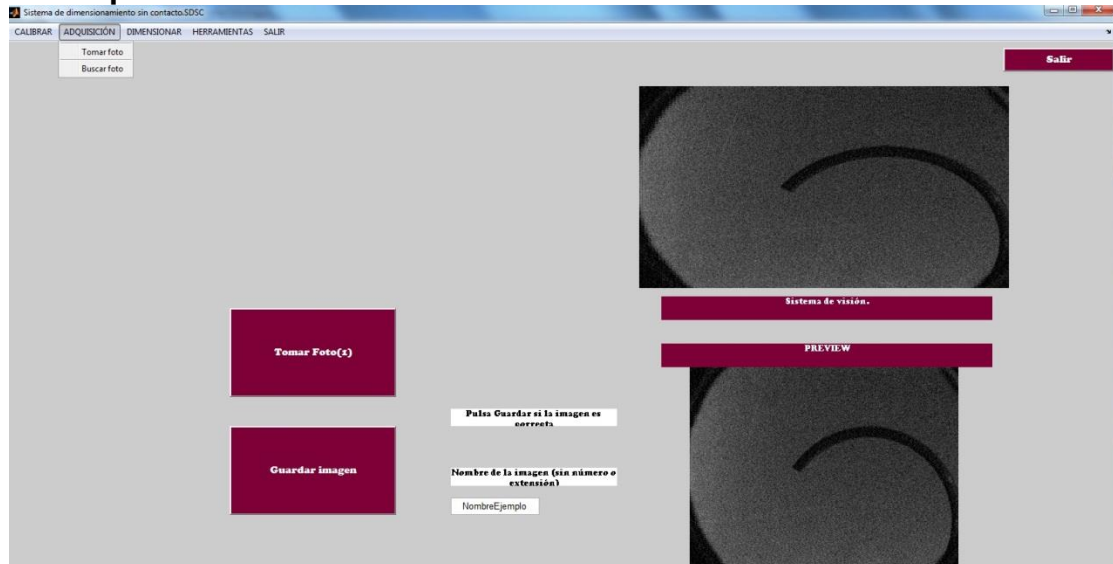 Sistema de dimensionamiento sin contacto.SDSC
CALIBRAR ADQUISICIÓN DIMENSIONAR HERRAMIENTAS SALIR
Tomar foto
Buscar foto
Salir
Sistema de visión.
Tomar Foto(1)
PREVIEW
Pulsa Guardar si la imagen es
correcta
Guardar imagen
Nombre de la imagen (sin número o
extensión)
NombreEjemplo